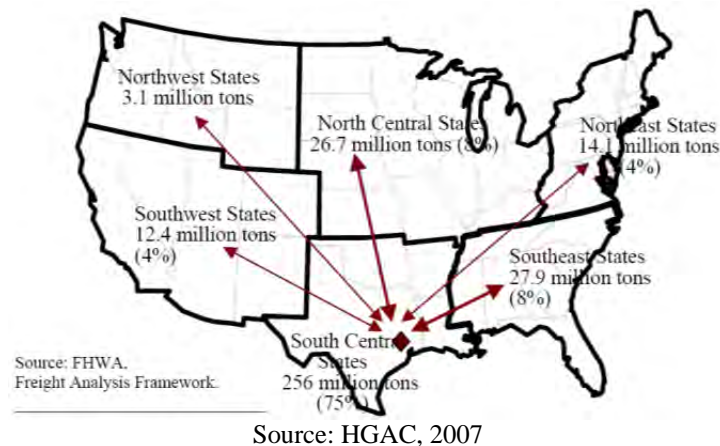 Northwest States
3.1 million tons
North Central States
26.7 million tons (8%)
Northeast States
14.1 million tons
(4%)
Southwest States
12.4 million tons
(4%)
Southeast States
27.9 million tons
(8%)
South Central
States
256 million tons
(75%)
Source: FHWA.
Freight Analysis Framework.
Source: HGAC, 2007